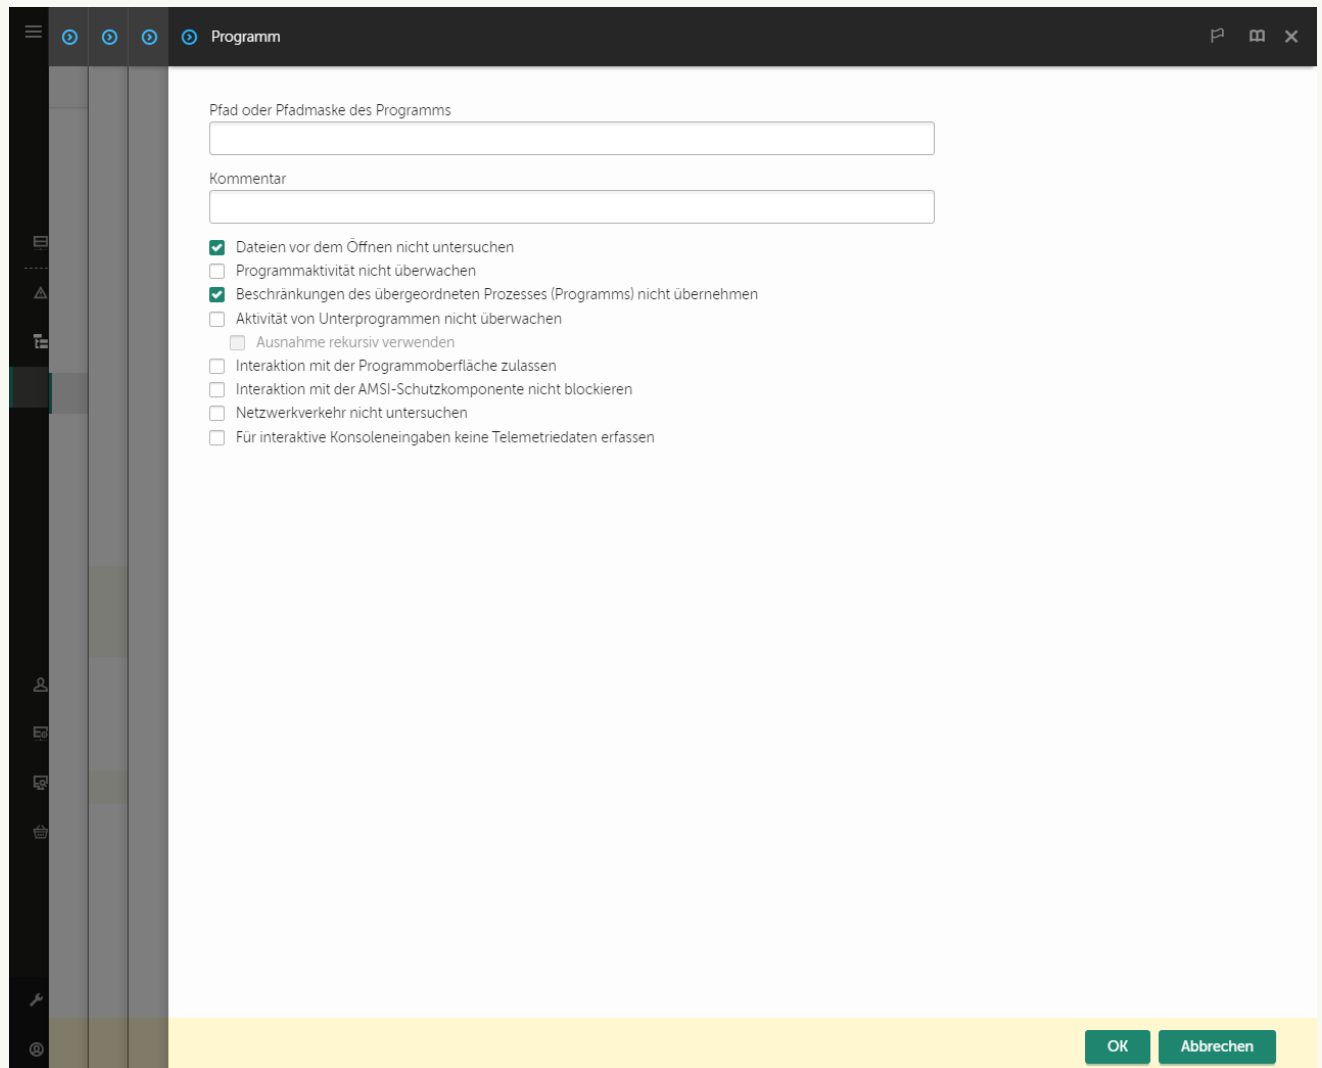 Programm
Pfad oder Pfadmaske des Programms
Kommentar
Dateien vor dem Öffnen nicht untersuchen
Programmaktivität nicht überwachen
Beschränkungen des übergeordneten Prozesses (Programms) nicht übernehmen
Aktivität von Unterprogrammen nicht überwachen
Ausnahme rekursiv verwenden
Interaktion mit der Programmoberfläche zulassen
Interaktion mit der AMSI-Schutzkomponente nicht blockieren
Netzwerkverkehr nicht untersuchen
Für interaktive Konsoleneingaben keine Telemetriedaten erfassen
OK Abbrechen